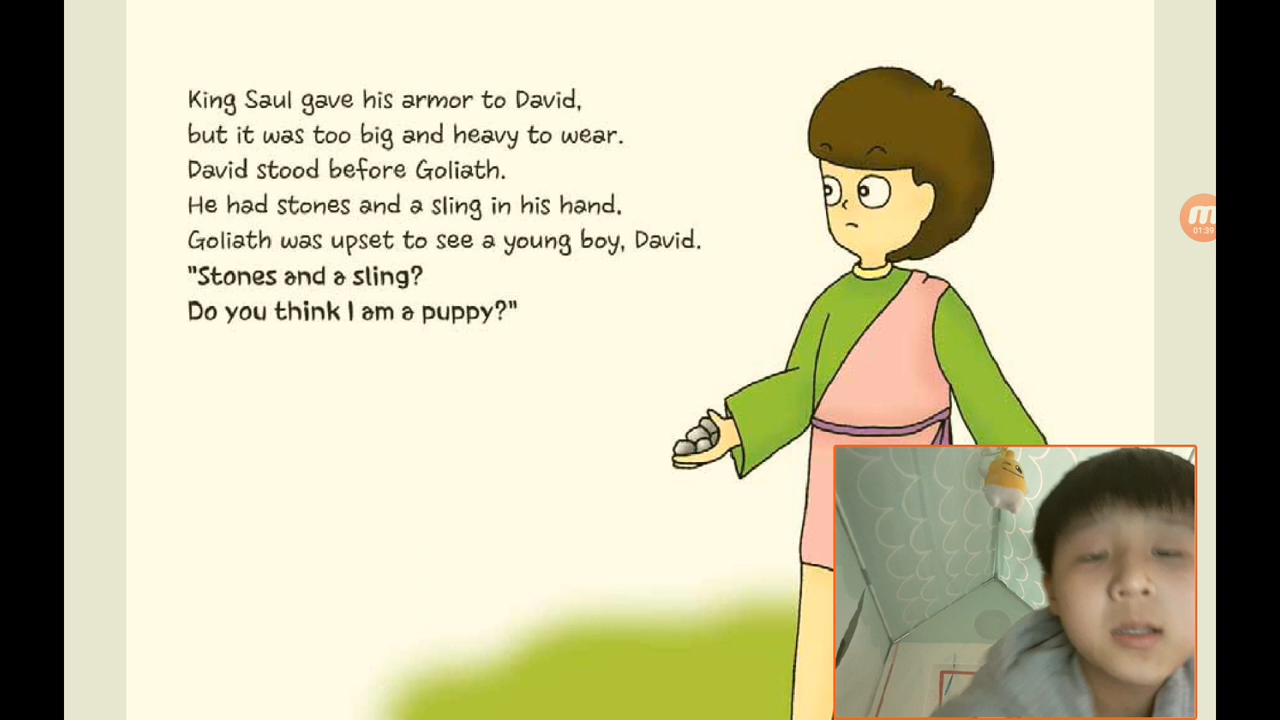 King Saul gave his armor to David,
but it was too big and heavy to wear.
David stood before Goliath.
He had stones and a sling in his hand.
Goliath was upset to see a young boy, David.
"Stones and a sling?
Do you think I am a puppy?"
01:39